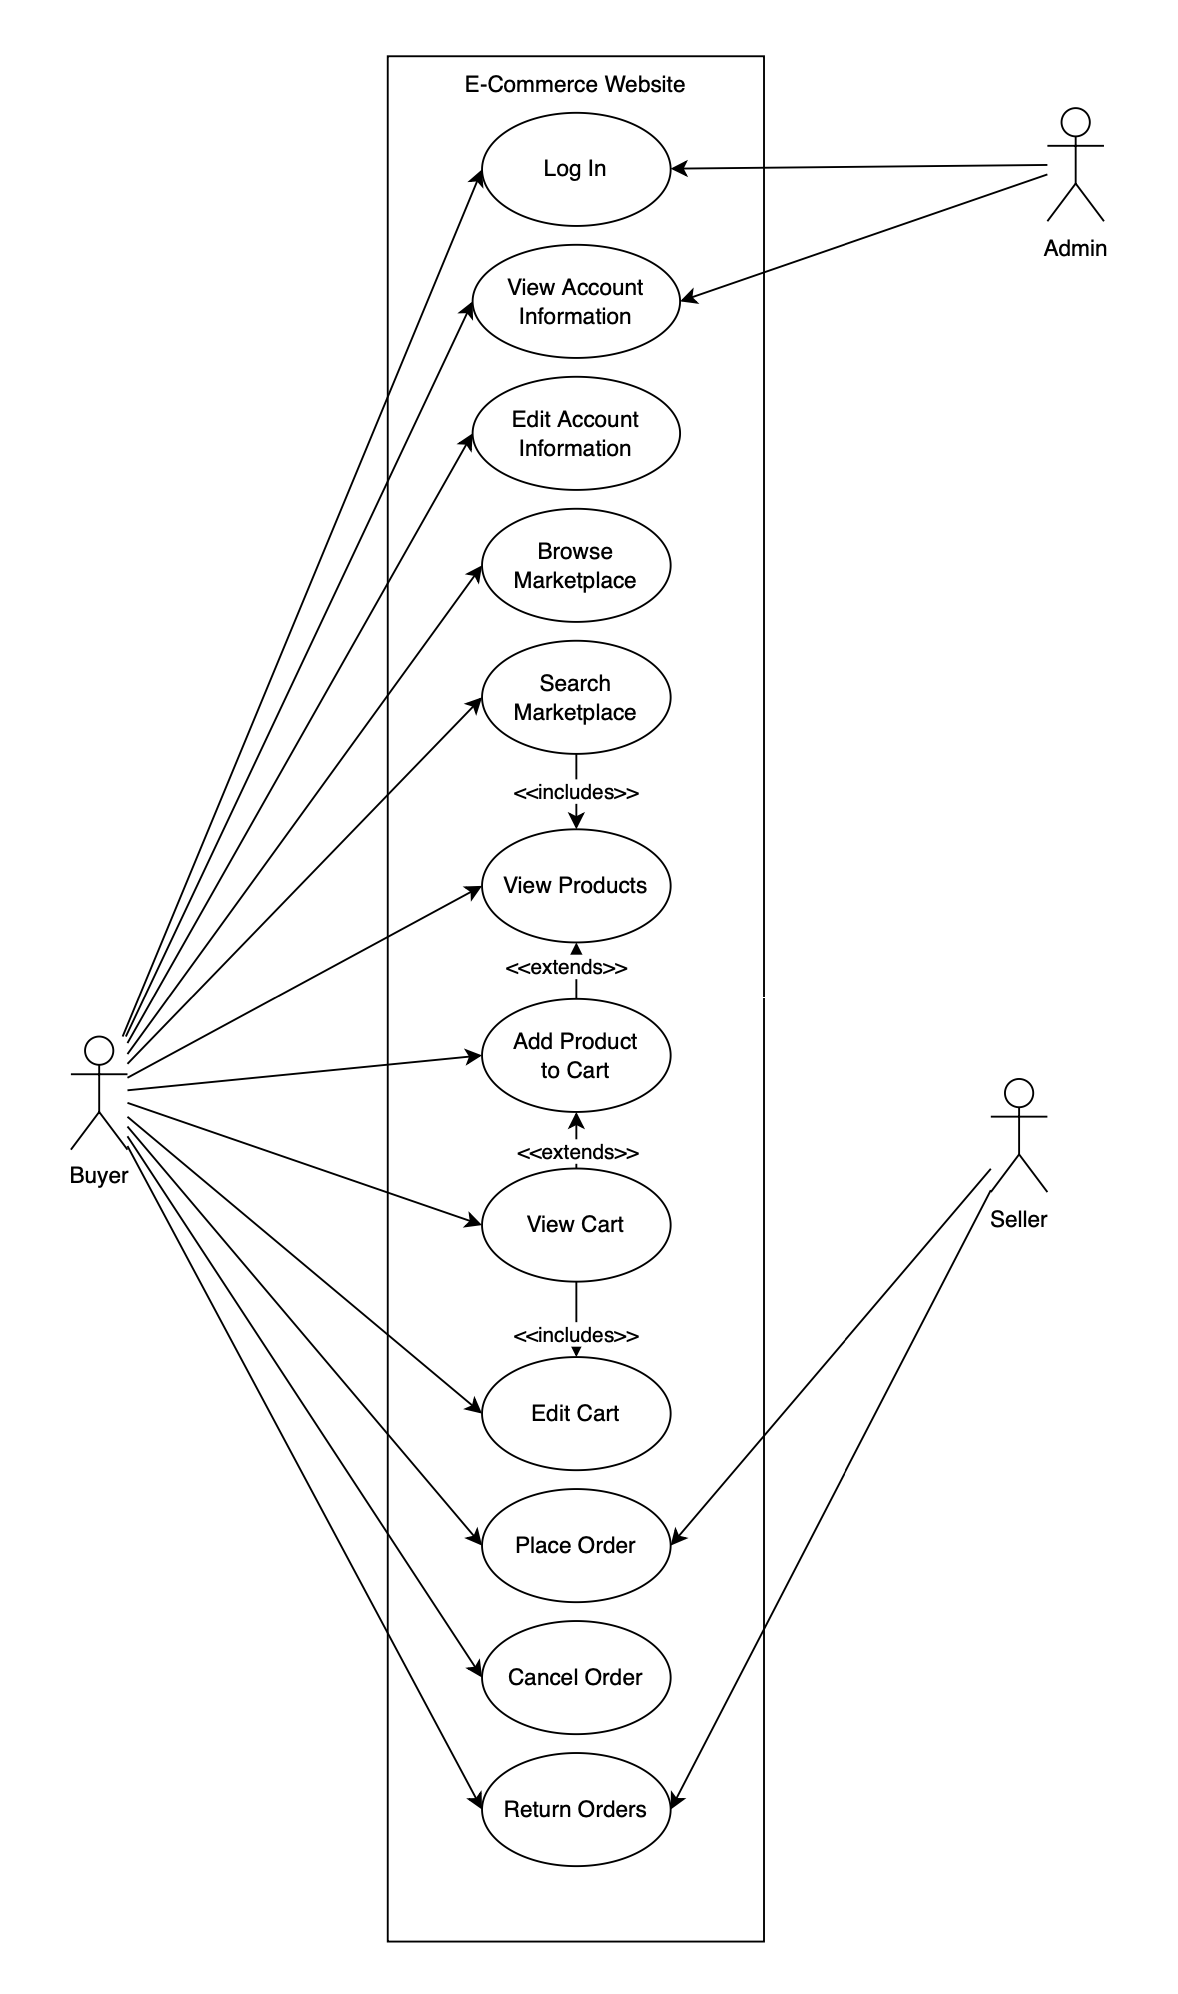 E-Commerce Website
Log In
Admin
View Account
Information
Edit Account
Information
Browse
Marketplace
Search
Marketplace
<<includes>>
View Products
<<extends>>
Add Product
to Cart
<<extends>>
Buyer
View Cart
Seller
<<includes>>
Edit Cart
Place Order
Cancel Order
Return Orders